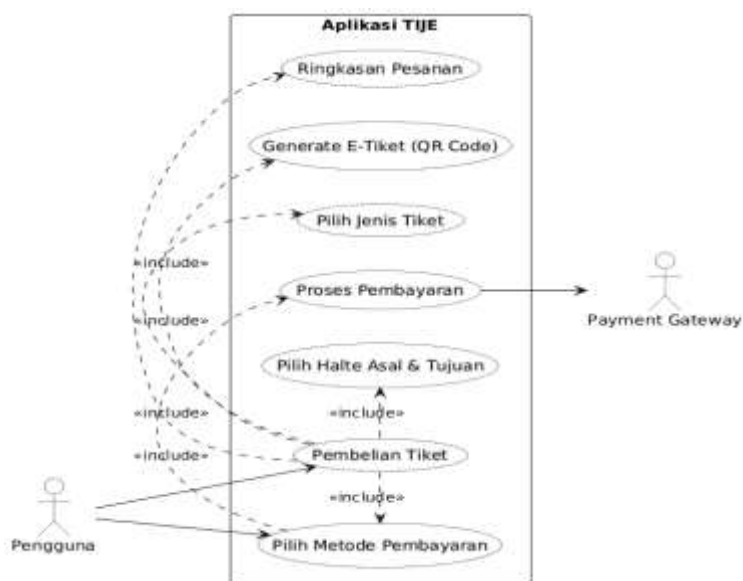 Aplikasi TIJE
Ringkasan Pesanan
Generate E-Tiket (QR Code)
Pilih Jenis Tiket
«include»
Proses Pembayaran
Payment Gateway
«include»
Pilih Halte Asal & Tujuan
«include»
«include»
Pembelian Tiket
«include»
«include»
Pilih Metode Pembayaran
Pengguna